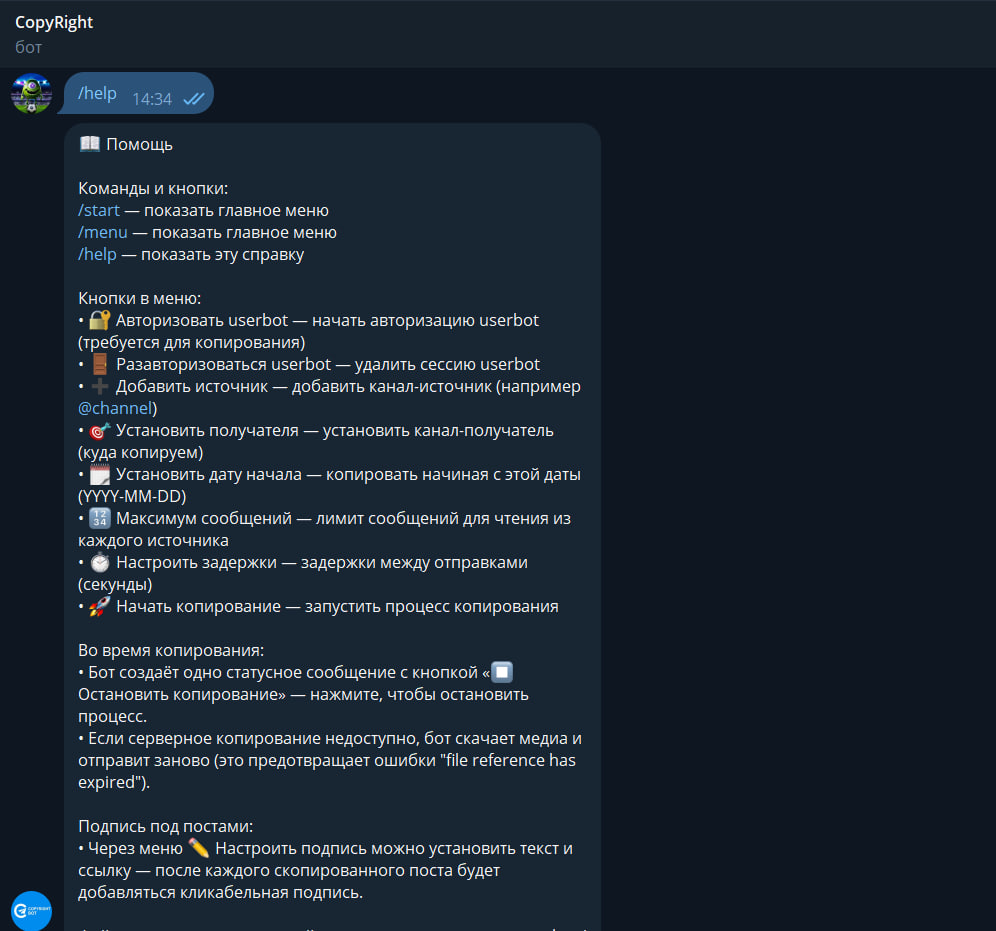 CopyRight
бот
/help 14:34
📖 Помощь
Команды и кнопки:
/start — показать главное меню
/menu — показать главное меню
/help — показать эту справку
Кнопки в меню:
• 🔐 Авторизовать userbot — начать авторизацию userbot
(требуется для копирования)
• 🚪 Разавторизоваться userbot — удалить сессию userbot
• ➕ Добавить источник — добавить канал-источник (например
@channel)
• 🎯 Установить получателя — установить канал-получатель
(куда копируем)
• 🗓 Установить дату начала — копировать начиная с этой даты
(YYYY-MM-DD)
• 🔢 Максимум сообщений — лимит сообщений для чтения из
каждого источника
• ⏱ Настроить задержки — задержки между отправками
(секунды)
• 🚀 Начать копирование — запустить процесс копирования
Во время копирования:
• Бот создаёт одно статусное сообщение с кнопкой «⏹
Остановить копирование» — нажмите, чтобы остановить
процесс.
• Если серверное копирование недоступно, бот скачает медиа и
отправит заново (это предотвращает ошибки "file reference has
expired").
Подпись под постами:
• Через меню ✏️ Настроить подпись можно установить текст и
ссылку — после каждого скопированного поста будет
добавляться кликабельная подпись.
COPYRIGHT
BOT